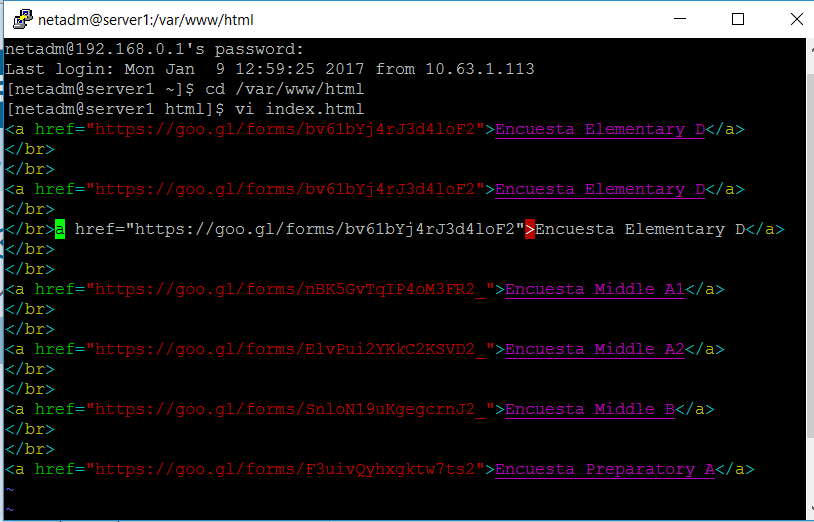 netadm@server1:/var/www/html
netadm@192.168.0.1's password:
Last login: Mon Jan  9 12:59:25 2017 from 10.63.1.113
[netadm@server1 ~]$ cd /var/www/html
[netadm@server1 html]$ vi index.html
<a href="https://goo.gl/forms/bv61bYj4rJ3d4loF2">Encuesta Elementary D</a>
</br>
</br>
<a href="https://goo.gl/forms/bv61bYj4rJ3d4loF2">Encuesta Elementary D</a>
</br>
</br>a href="https://goo.gl/forms/bv61bYj4rJ3d4loF2">Encuesta Elementary D</a>
</br>
</br>
<a href="https://goo.gl/forms/nBK5GvTqIP4oM3FR2_">Encuesta Middle A1</a>
</br>
</br>
<a href="https://goo.gl/forms/ElvPui2YKkC2KSVD2_">Encuesta Middle A2</a>
</br>
</br>
<a href="https://goo.gl/forms/SnloN19uKgegcrnJ2_">Encuesta Middle B</a>
</br>
</br>
<a href="https://goo.gl/forms/F3uivQyhxgktw7ts2">Encuesta Preparatory A</a>
~
~